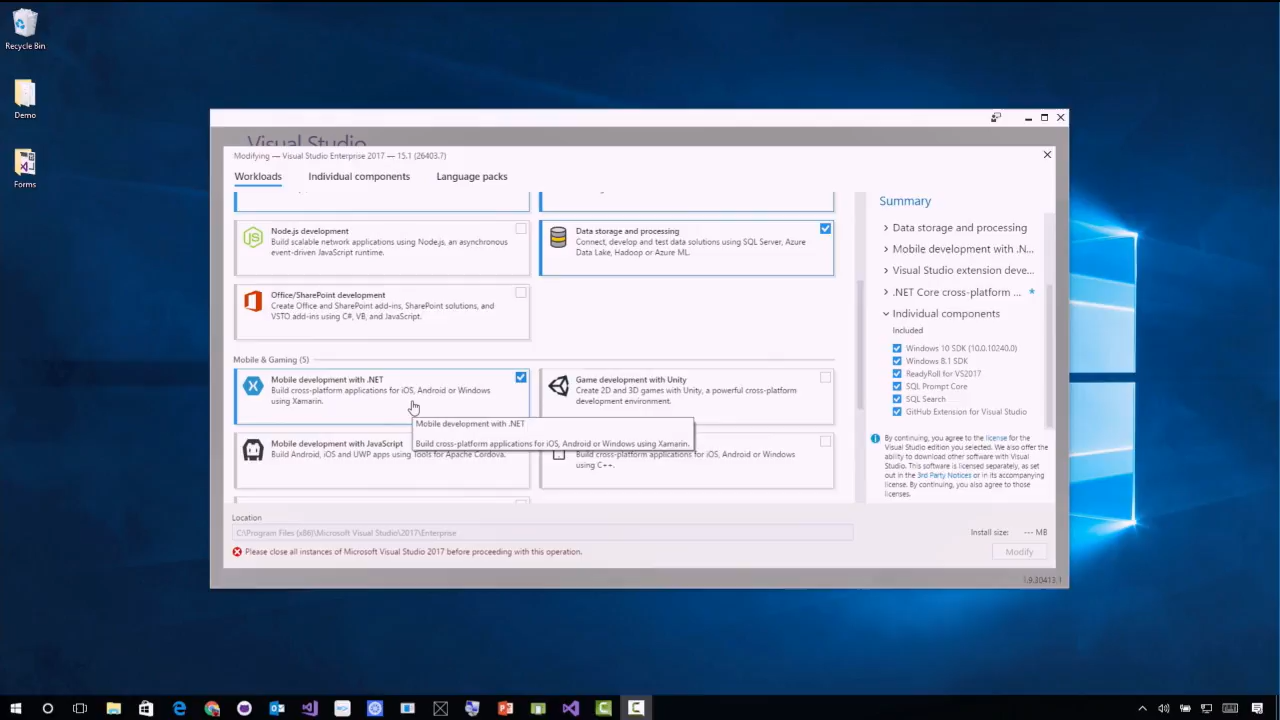 Recycle Bin
Demo
Forms
Visual Studio
Modifying — Visual Studio Enterprise 2017 — 15.1 (26403.7)
Workloads
Individual components
Language packs
Node.js development
Build scalable network applications using Node.js, an asynchronous
event-driven JavaScript runtime.
Data storage and processing
Connect, develop and test data solutions using SQL Server, Azure
Data Lake, Hadoop or Azure ML.
Office/SharePoint development
Create Office and SharePoint add-ins, SharePoint solutions, and
VSTO add-ins using C#, VB, and JavaScript.
Mobile & Gaming (5)
Mobile development with .NET
Build cross-platform applications for iOS, Android or Windows
using Xamarin.
Game development with Unity
Create 2D and 3D games with Unity, a powerful cross-platform
development environment.
Mobile development with .NET
Build cross-platform applications for iOS, Android or Windows using Xamarin.
Mobile development with JavaScript
Build Android, iOS and UWP apps using Tools for Apache Cordova.
Build cross-platform applications for iOS, Android or Windows
using C++.
Summary
> Data storage and processing
> Mobile development with .N...
> Visual Studio extension deve...
> .NET Core cross-platform ... *
Individual components
Included
Windows 10 SDK (10.0.10240.0)
Windows 8.1 SDK
ReadyRoll for VS2017
SQL Prompt Core
SQL Search
GitHub Extension for Visual Studio
By continuing, you agree to the license for the
Visual Studio edition you selected. We also offer the
ability to download other software with Visual
Studio. This software is licensed separately, as set
out in the 3rd Party Notices or in its accompanying
license. By continuing, you also agree to those
licenses.
Location
C:\Program Files (x86)\Microsoft Visual Studio\2017\Enterprise
Install size: --- MB
Please close all instances of Microsoft Visual Studio 2017 before proceeding with this operation.
Modify
1.9.30413.1